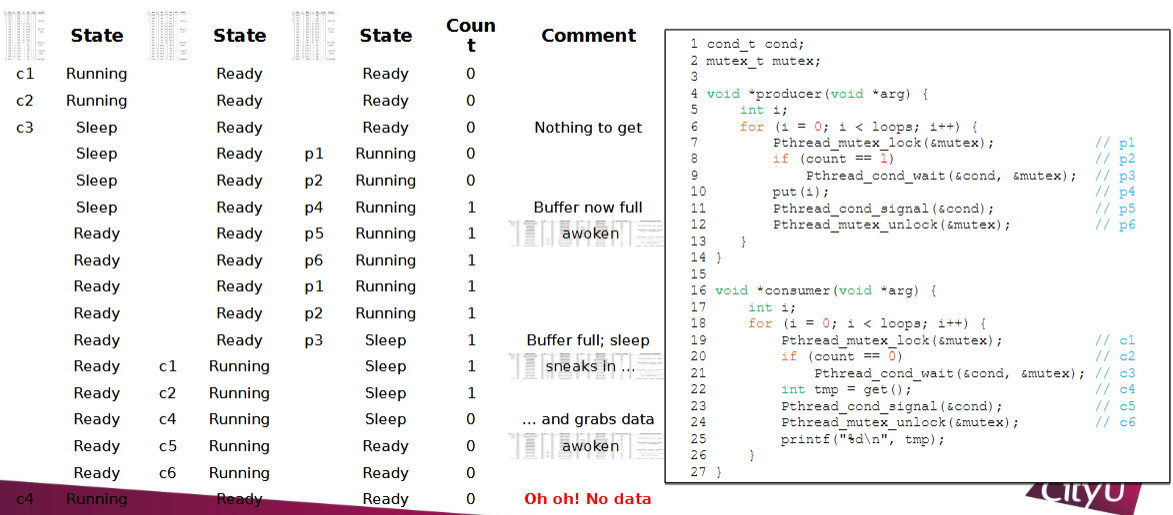 State State State Count Comment
c1 Running Ready Ready 0
c2 Running Ready Ready 0
c3 Sleep Ready Ready 0 Nothing to get
Sleep Ready p1 Running 0
Sleep Ready p2 Running 0
Sleep Ready p4 Running 1 Buffer now full
Ready Ready p5 Running 1 awoken
Ready Ready p6 Running 1
Ready Ready p1 Running 1
Ready Ready p2 Running 1
Ready Ready p3 Sleep 1 Buffer full; sleep
Ready c1 Running Sleep 1 sneaks in ...
Ready c2 Running Sleep 1
Ready c4 Running Sleep 0 ... and grabs data
Ready c5 Running Ready 0 awoken
Ready c6 Running Ready 0
c4 Running Ready Ready 0 Oh oh! No data
1 cond_t cond;
2 mutex_t mutex;
3
4 void *producer(void *arg) {
5 int i;
6 for (i = 0; i < loops; i++) {
7 Pthread_mutex_lock(&mutex); // p1
8 if (count == 1) // p2
9 Pthread_cond_wait(&cond, &mutex); // p3
10 put(i); // p4
11 Pthread_cond_signal(&cond); // p5
12 Pthread_mutex_unlock(&mutex); // p6
13 }
14 }
15
16 void *consumer(void *arg) {
17 int i;
18 for (i = 0; i < loops; i++) {
19 Pthread_mutex_lock(&mutex); // c1
20 if (count == 0) // c2
21 Pthread_cond_wait(&cond, &mutex); // c3
22 int tmp = get(); // c4
23 Pthread_cond_signal(&cond); // c5
24 Pthread_mutex_unlock(&mutex); // c6
25 printf("%d\n", tmp);
26 }
27 }
CityU